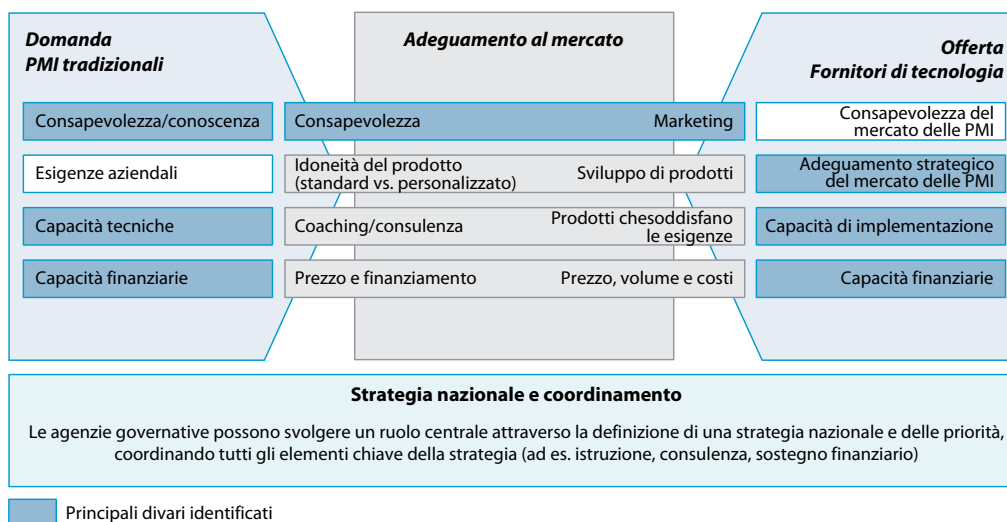 Domanda
PMI tradizionali
Adeguamento al mercato
Offerta
Fornitori di tecnologia
Consapevolezza/conoscenza
Consapevolezza
Marketing
Consapevolezza del
mercato delle PMI
Esigenze aziendali
Idoneità del prodotto
(standard vs. personalizzato)
Sviluppo di prodotti
Adeguamento strategico
del mercato delle PMI
Capacità tecniche
Coaching/consulenza
Prodotti chesoddisfano
le esigenze
Capacità di implementazione
Capacità finanziarie
Prezzo e finanziamento
Prezzo, volume e costi
Capacità finanziarie
Strategia nazionale e coordinamento
Le agenzie governative possono svolgere un ruolo centrale attraverso la definizione di una strategia nazionale e delle priorità,
coordinando tutti gli elementi chiave della strategia (ad es. istruzione, consulenza, sostegno finanziario)
Principali divari identificati